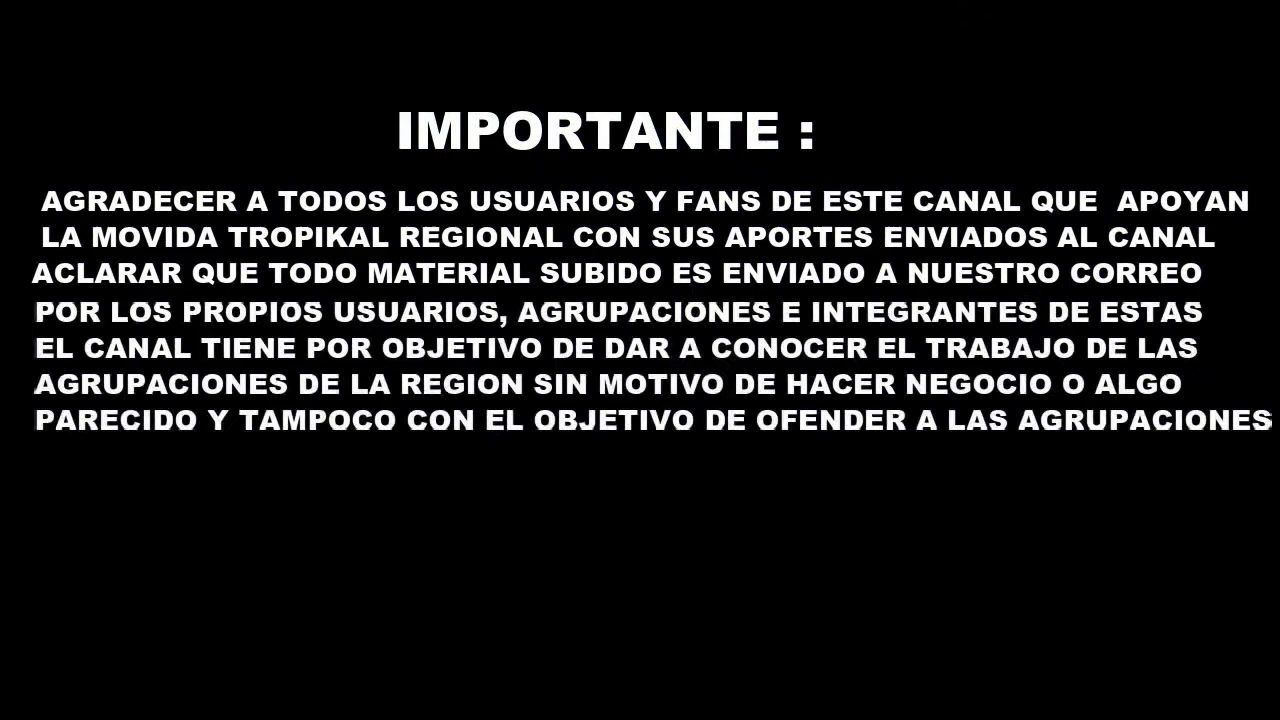 IMPORTANTE :
AGRADECER A TODOS LOS USUARIOS Y FANS DE ESTE CANAL QUE APOYAN
LA MOVIDA TROPIKAL REGIONAL CON SUS APORTES ENVIADOS AL CANAL
ACLARAR QUE TODO MATERIAL SUBIDO ES ENVIADO A NUESTRO CORREO
POR LOS PROPIOS USUARIOS, AGRUPACIONES E INTEGRANTES DE ESTAS
EL CANAL TIENE POR OBJETIVO DE DAR A CONOCER EL TRABAJO DE LAS
AGRUPACIONES DE LA REGION SIN MOTIVO DE HACER NEGOCIO O ALGO
PARECIDO Y TAMPOCO CON EL OBJETIVO DE OFENDER A LAS AGRUPACIONES